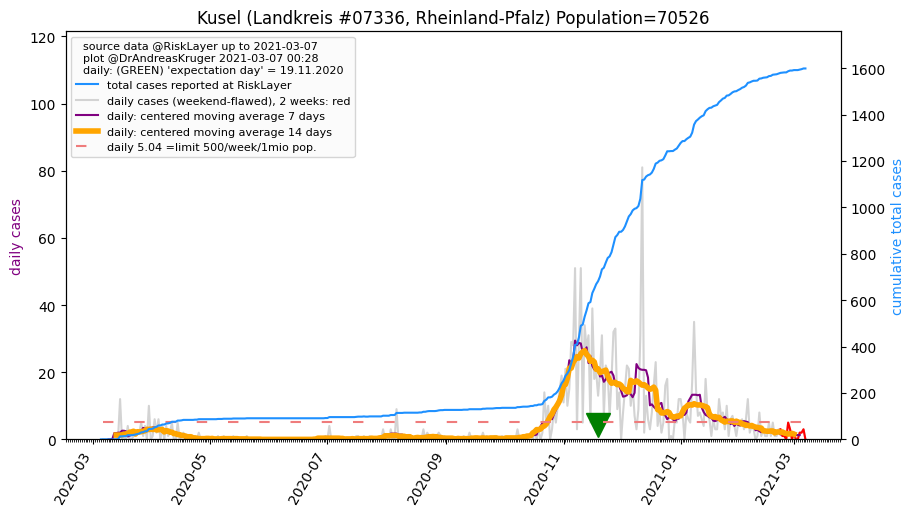 Kusel (Landkreis #07336, Rheinland-Pfalz) Population=70526
source data @RiskLayer up to 2021-03-07
plot @DrAndreasKruger 2021-03-07 00:28
daily: (GREEN) 'expectation day' = 19.11.2020
total cases reported at RiskLayer
daily cases (weekend-flawed), 2 weeks: red
daily: centered moving average 7 days
daily: centered moving average 14 days
daily 5.04 =limit 500/week/1mio pop.
daily cases
120
100
80
60
40
20
0
cumulative total cases
1600
1400
1200
1000
800
600
400
200
0
2020-03
2020-05
2020-07
2020-09
2020-11
2021-01
2021-03